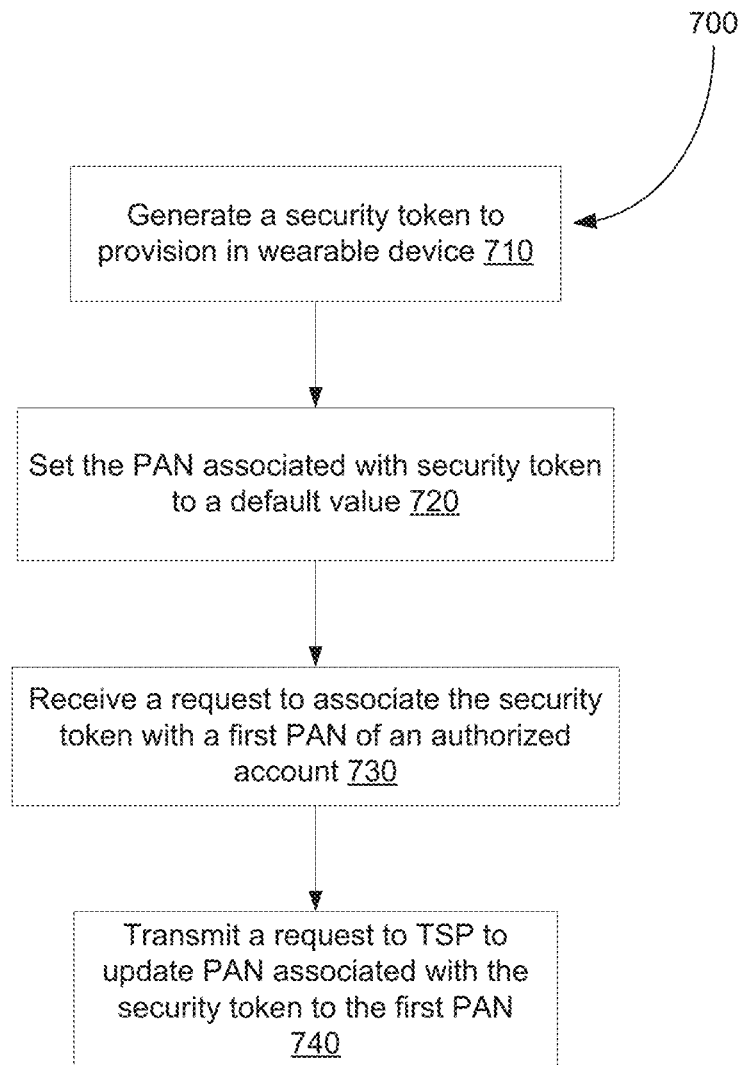 700
Generate a security token to
provision in wearable device 710
Set the PAN associated with security token
to a default value 720
Receive a request to associate the security
token with a first PAN of an authorized
account 730
Transmit a request to TSP to
update PAN associated with the
security token to the first PAN
740